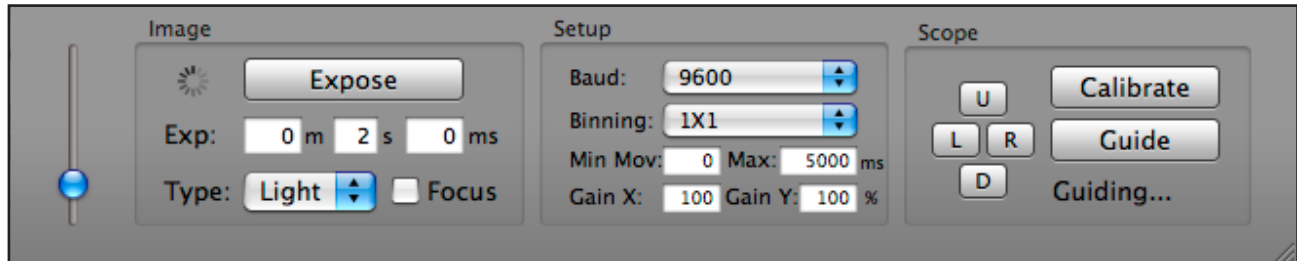 Image
Expose
Exp: 0 m 2 s 0 ms
Type: Light Focus
Setup
Baud: 9600
Binning: 1X1
Min Mov: 0 Max: 5000 ms
Gain X: 100 Gain Y: 100 %
Scope
U
L R
D
Calibrate
Guide
Guiding...